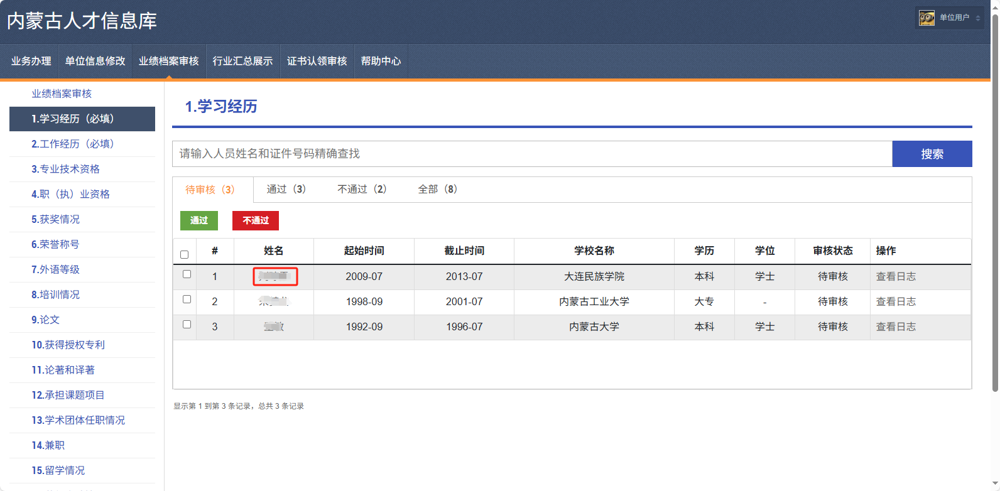 内蒙古人才信息库
单位用户
业务办理 单位信息修改 业绩档案审核 行业汇总展示 证书认领审核 帮助中心
业绩档案审核
1.学习经历（必填）
2.工作经历（必填）
3.专业技术资格
4.职（执）业资格
5.获奖情况
6.荣誉称号
7.外语等级
8.培训情况
9.论文
10.获得授权专利
11.论著和译著
12.承担课题项目
13.学术团体任职情况
14.兼职
15.留学情况
1.学习经历
请输入人员姓名和证件号码精确查找 搜索
待审核（3） 通过（3） 不通过（2） 全部（8）
通过 不通过
# 姓名 起始时间 截止时间 学校名称 学历 学位 审核状态 操作
1 2009-07 2013-07 大连民族学院 本科 学士 待审核 查看日志
2 1998-09 2001-07 内蒙古工业大学 大专 - 待审核 查看日志
3 1992-09 1996-07 内蒙古大学 本科 学士 待审核 查看日志
显示第 1 到第 3 条记录，总共 3 条记录